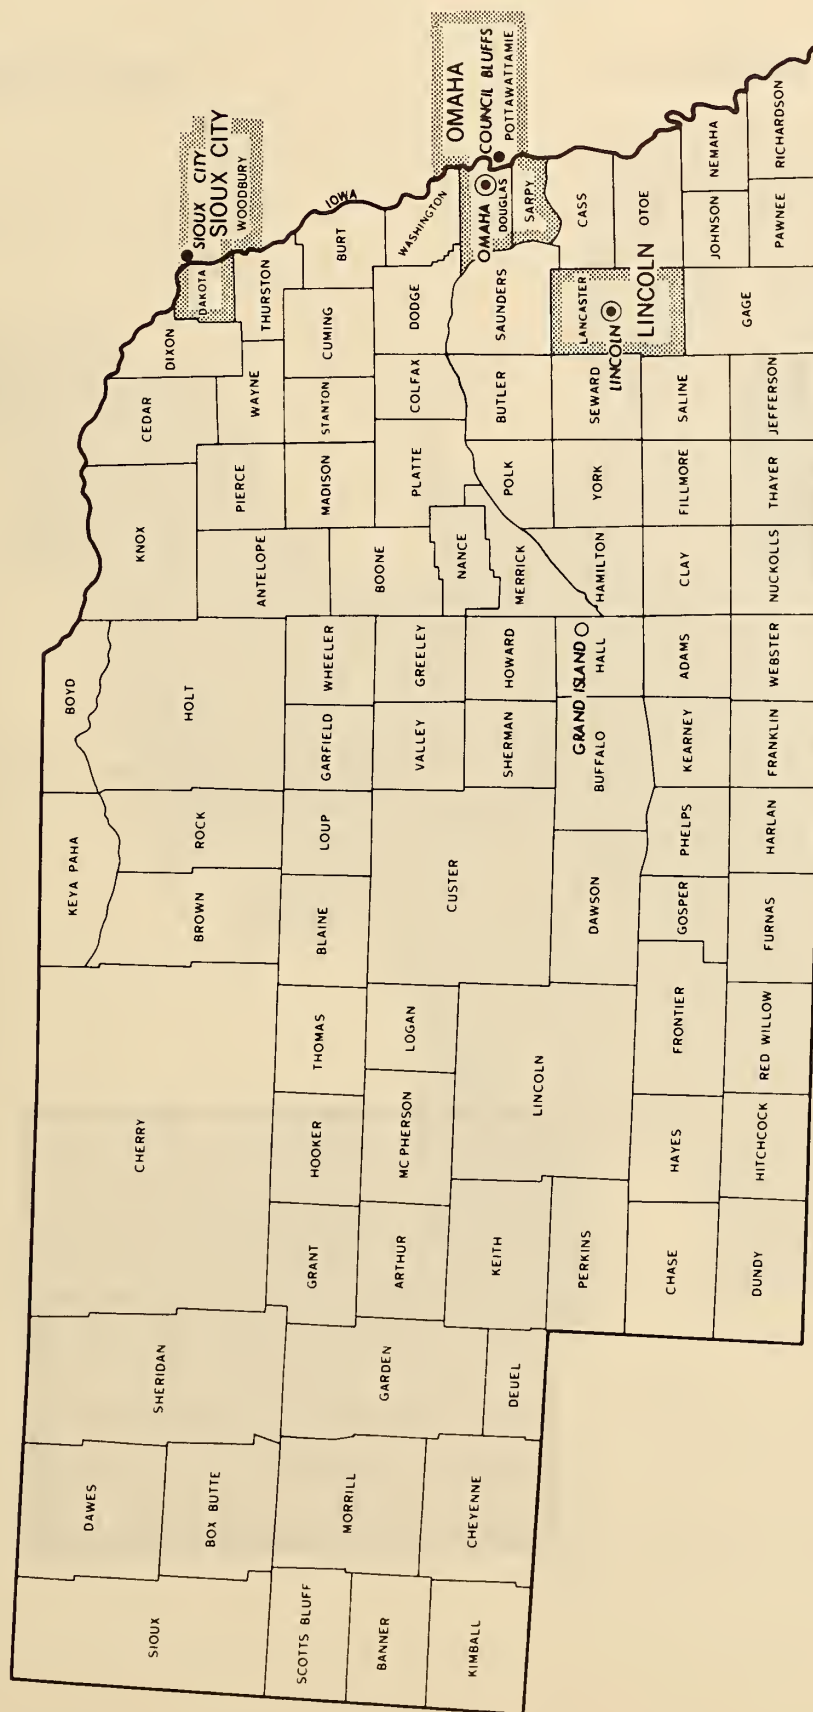 SIOUX CITY
SIOUX CITY
WOODBURY
OMAHA
COUNCIL BLUFFS
POTTAWATTAMIE
IOWA
BOYD
KEYA PAHA
CHERRY
SHERIDAN
DAWES
SIOUX
BOX BUTTE
BROWN
ROCK
HOLT
KNOX
CEDAR
DIXON
DAKOTA
PIERCE
WAYNE
THURSTON
ANTELOPE
SCOTTS BLUFF
BANNER
KIMBALL
MORRILL
CHEYENNE
GARDEN
DEUEL
GRANT
HOOKER
THOMAS
BLAINE
LOUP
GARFIELD
WHEELER
BOONE
MADISON
STANTON
CUMING
BURT
ARTHUR
MC PHERSON
LOGAN
CUSTER
VALLEY
GREELEY
NANCE
PLATTE
COLFAX
DODGE
WASHINGTON
KEITH
LINCOLN
SHERMAN
HOWARD
MERRICK
POLK
BUTLER
SAUNDERS
OMAHA
DOUGLAS
SARPY
PERKINS
DAWSON
BUFFALO
GRAND ISLAND
HALL
HAMILTON
YORK
SEWARD
LANCASTER
LINCOLN
LINCOLN
CASS
OTOE
CHASE
HAYES
FRONTIER
GOSPER
PHELPS
KEARNEY
ADAMS
CLAY
FILLMORE
SALINE
GAGE
JOHNSON
NEMAHA
DUNDY
HITCHCOCK
RED WILLOW
FURNAS
HARLAN
FRANKLIN
WEBSTER
NUCKOLLS
THAYER
JEFFERSON
PAWNEE
RICHARDSON